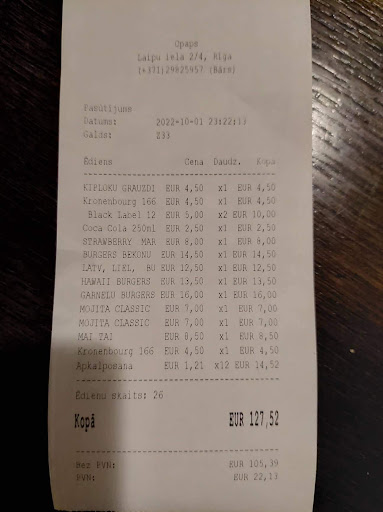 Laipu iela 2/4, Rīga
(+371)29825957 (Bārs)
Pasūtījums
Datums: 2022-10-01 23:22:13
Galds: Z33
Ēdiens Cena Daudz. Kopā
KIPLOKU GRAUZDI EUR 4,50 x1 EUR 4,50
Kronenbourg 166 EUR 4,50 x1 EUR 4,50
Black Label 12 EUR 5,00 x2 EUR 10,00
Coca Cola 250ml EUR 2,50 x1 EUR 2,50
STRAWBERRY MAR EUR 8,00 x1 EUR 8,00
BURGERS BEKONU EUR 14,50 x1 EUR 14,50
LATV, LIEL, BU EUR 12,50 x1 EUR 12,50
HAWAII BURGERS EUR 13,50 x1 EUR 13,50
GARNEĻU BURGERS EUR 16,00 x1 EUR 16,00
MOJITA CLASSIC EUR 7,00 x1 EUR 7,00
MOJITA CLASSIC EUR 7,00 x1 EUR 7,00
MAI TAI EUR 8,50 x1 EUR 8,50
Kronenbourg 166 EUR 4,50 x1 EUR 4,50
Apkalpošana EUR 1,21 x12 EUR 14,52
Ēdienu skaits: 26
Kopā EUR 127,52
Bez PVN: EUR 105,39
PVN: EUR 22,13